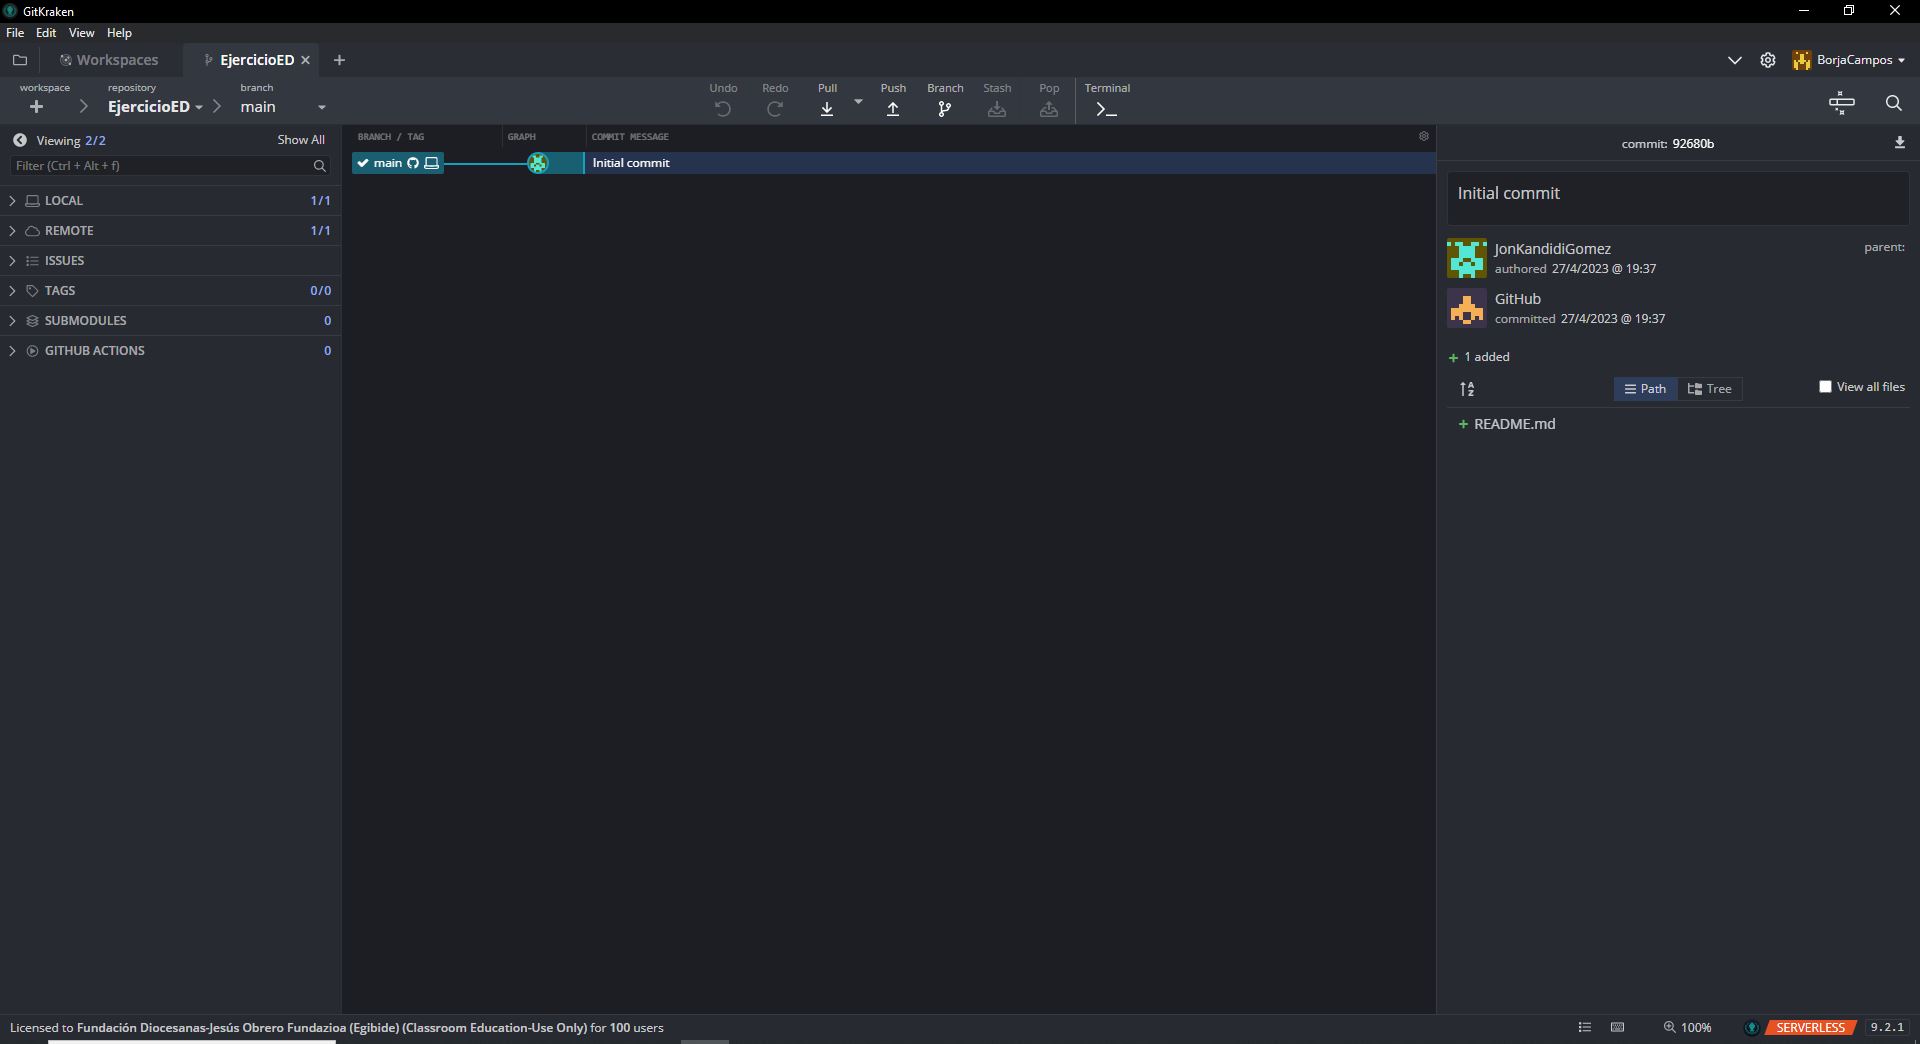 GitKraken
File Edit View Help
Workspaces EjercicioED BorjaCampos
workspace repository branch
EjercicioED main
Undo Redo Pull Push Branch Stash Pop Terminal
Viewing 2/2 Show All
Filter (Ctrl + Alt + f)
LOCAL 1/1
REMOTE 1/1
ISSUES
TAGS 0/0
SUBMODULES 0
GITHUB ACTIONS 0
BRANCH / TAG GRAPH COMMIT MESSAGE
main Initial commit
commit: 92680b
Initial commit
JonKandidiGomez parent:
authored 27/4/2023 @ 19:37
GitHub
committed 27/4/2023 @ 19:37
+ 1 added
Path Tree View all files
+ README.md
Licensed to Fundación Diocesanas-Jesús Obrero Fundazioa (Egibide) (Classroom Education-Use Only) for 100 users
100% SERVERLESS 9.2.1